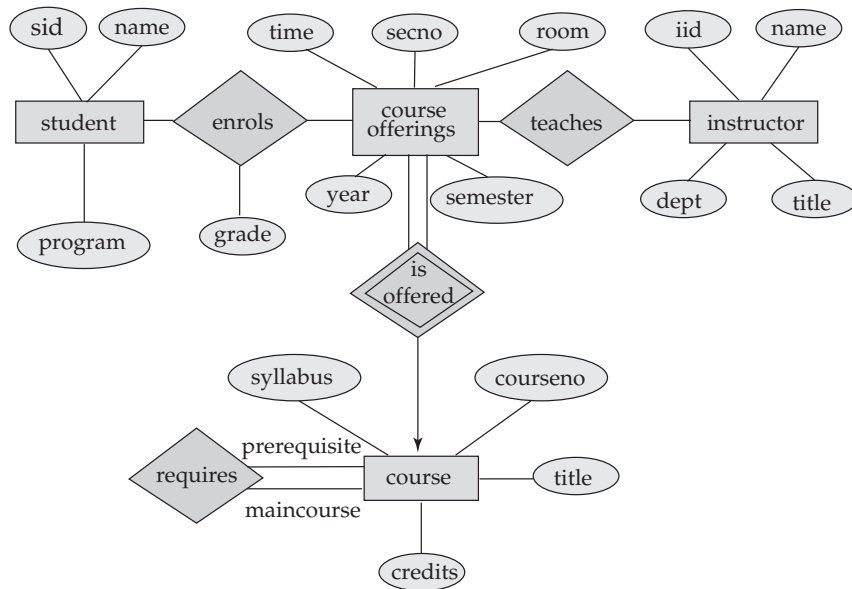 sid
name
time
secno
room
iid
name
student
enrols
course
offerings
teaches
instructor
program
grade
year
semester
dept
title
is
offered
syllabus
courseno
prerequisite
requires
course
title
maincourse
credits